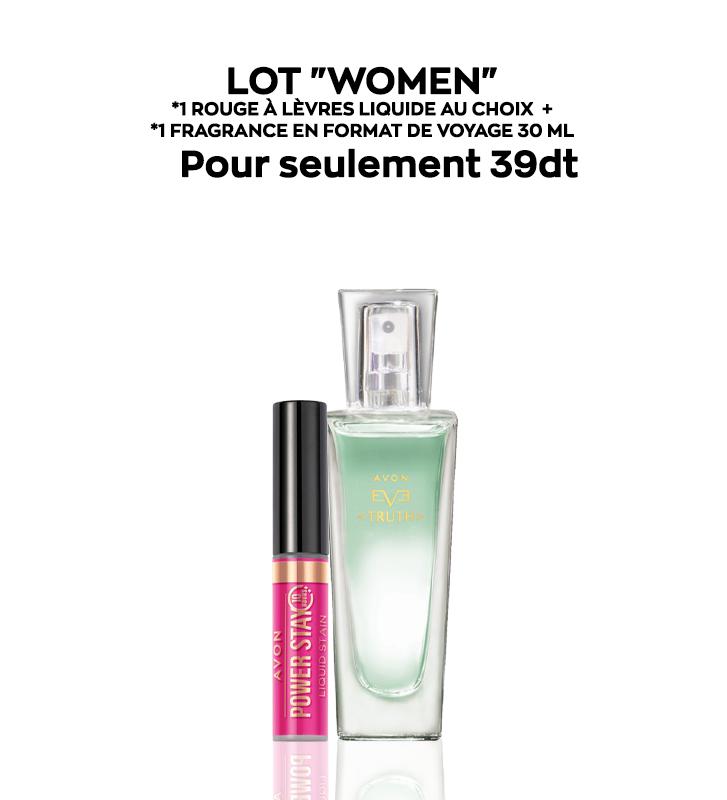 LOT "WOMEN"
*1 ROUGE À LÈVRES LIQUIDE AU CHOIX +
*1 FRAGRANCE EN FORMAT DE VOYAGE 30 ML
Pour seulement 39dt
AVON
EVE
TRUTH
AVON
POWER STAY
LIQUID STAIN